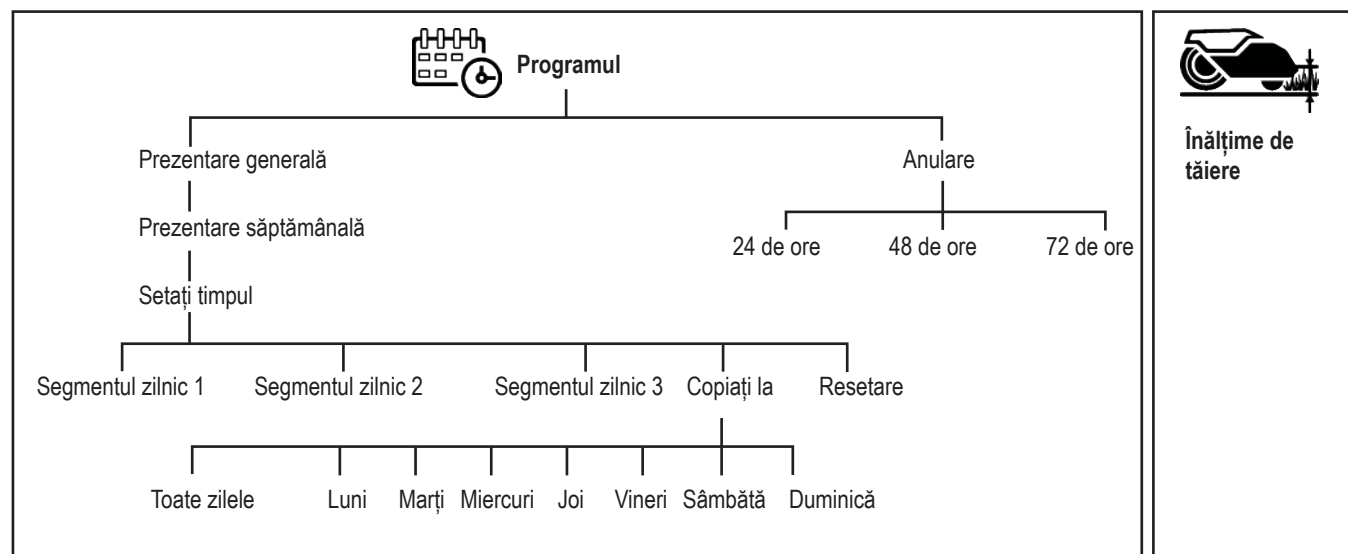 Programul
Prezentare generală
Anulare
Prezentare săptămânală
24 de ore
48 de ore
72 de ore
Setați timpul
Segmentul zilnic 1
Segmentul zilnic 2
Segmentul zilnic 3
Copiați la
Resetare
Toate zilele
Luni
Marți
Miercuri
Joi
Vineri
Sâmbătă
Duminică
Înălțime de
tăiere